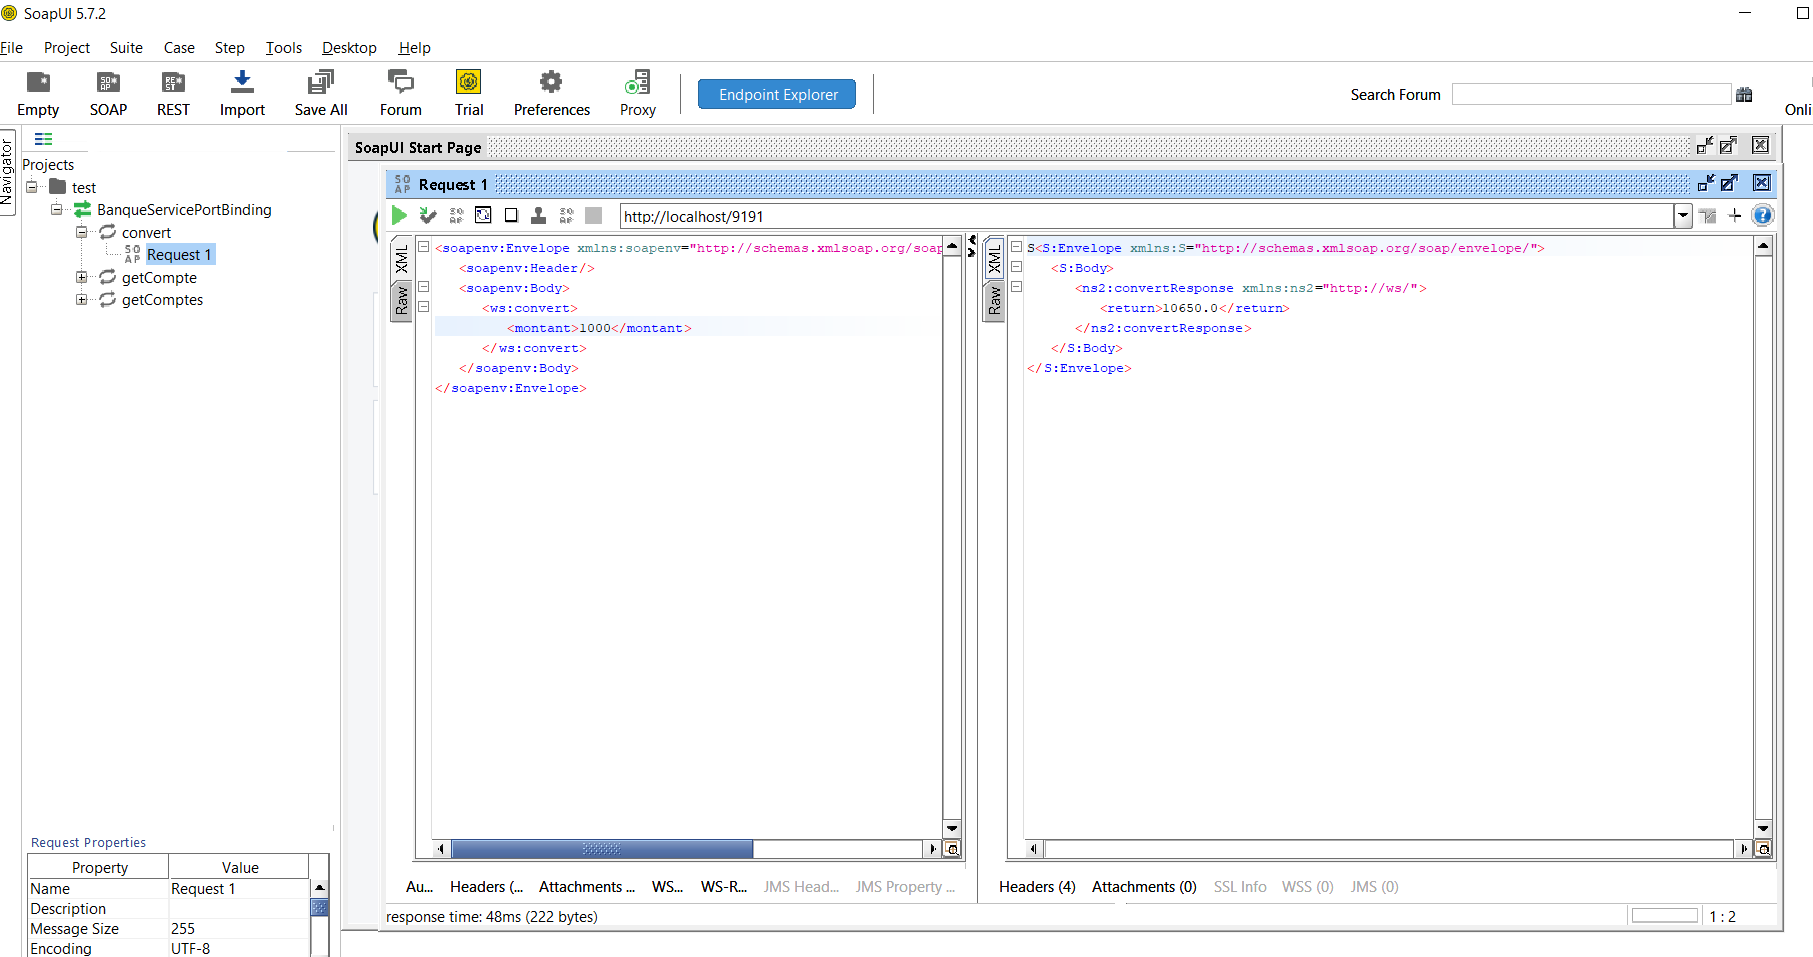 SoapUI 5.7.2
File Project Suite Case Step Tools Desktop Help
Empty SOAP REST Import Save All Forum Trial Preferences Proxy Endpoint Explorer Search Forum Onli
Navigator
Projects
test
BanqueServicePortBinding
convert
Request 1
getCompte
getComptes
SoapUI Start Page
Request 1
http://localhost/9191
XML
Raw
<soapenv:Envelope xmlns:soapenv="http://schemas.xmlsoap.org/soap
<soapenv:Header/>
<soapenv:Body>
<ws:convert>
<montant>1000</montant>
</ws:convert>
</soapenv:Body>
</soapenv:Envelope>
XML
Raw
S<S:Envelope xmlns:S="http://schemas.xmlsoap.org/soap/envelope/">
<S:Body>
<ns2:convertResponse xmlns:ns2="http://ws/">
<return>10650.0</return>
</ns2:convertResponse>
</S:Body>
</S:Envelope>
Au... Headers (... Attachments ... WS... WS-R... JMS Head... JMS Property ...
Headers (4) Attachments (0) SSL Info WSS (0) JMS (0)
response time: 48ms (222 bytes)
1 : 2
Request Properties
Property Value
Name Request 1
Description
Message Size 255
Encoding UTF-8